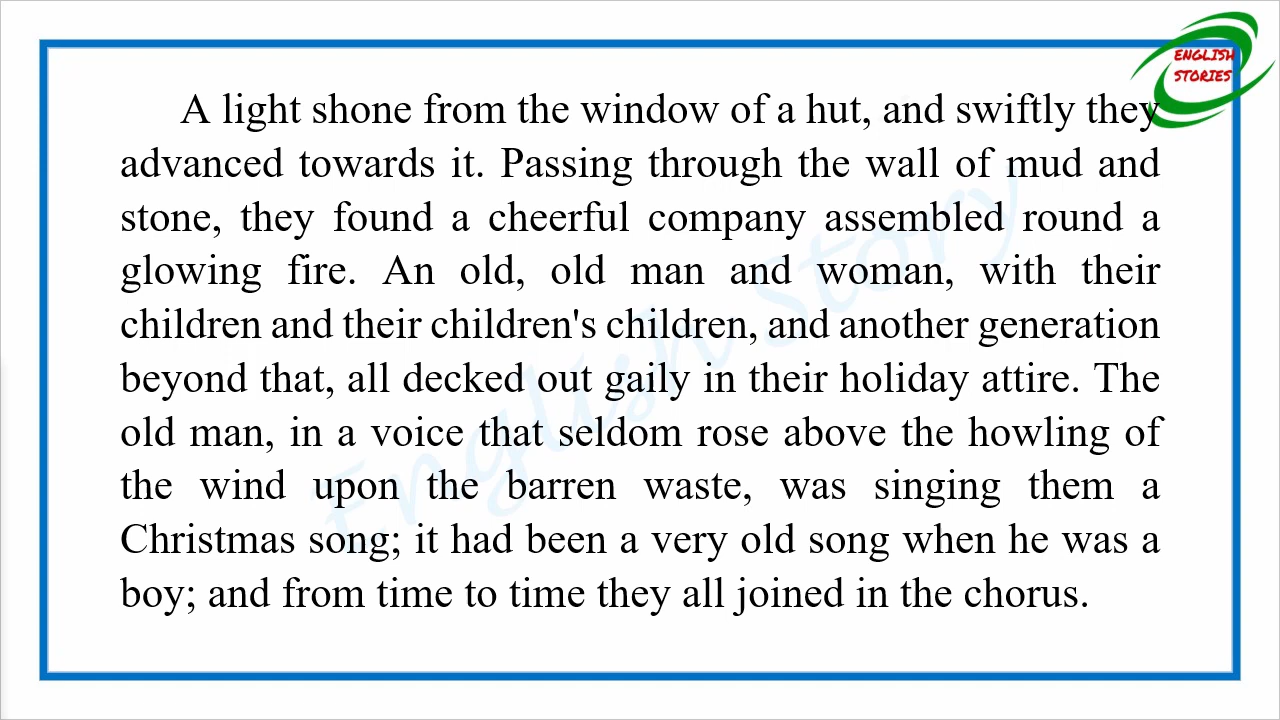 ENGLISH
STORIES
A light shone from the window of a hut, and swiftly they
advanced towards it. Passing through the wall of mud and
stone, they found a cheerful company assembled round a
glowing fire. An old, old man and woman, with their
children and their children's children, and another generation
beyond that, all decked out gaily in their holiday attire. The
old man, in a voice that seldom rose above the howling of
the wind upon the barren waste, was singing them a
Christmas song; it had been a very old song when he was a
boy; and from time to time they all joined in the chorus.
English Story